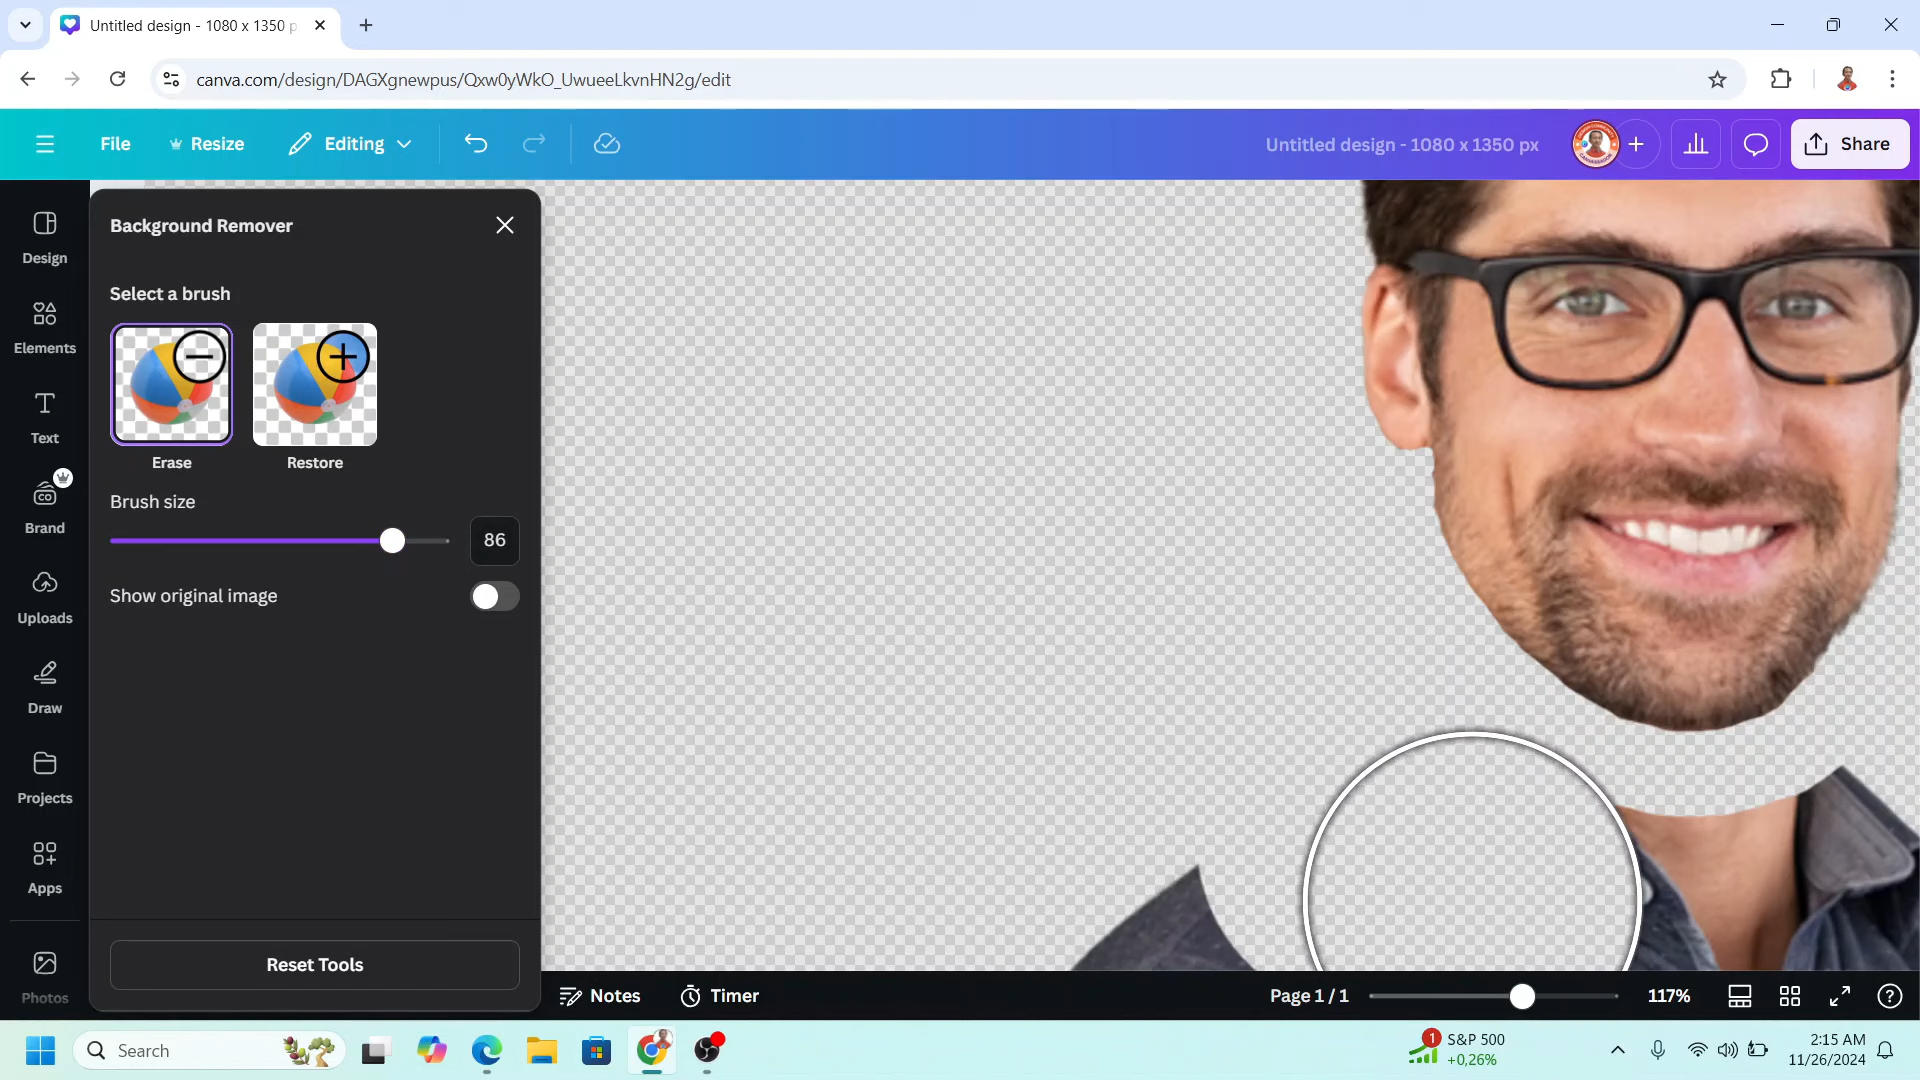 Untitled design - 1080 x 1350 p
canva.com/design/DAGXgnewpus/Qxw0yWkO_UwueeLkvnHN2g/edit
File
Resize
Editing
Untitled design - 1080 x 1350 px
Share
Design
Elements
Text
Brand
Uploads
Draw
Projects
Apps
Photos
Background Remover
Select a brush
Erase
Restore
Brush size
86
Show original image
Reset Tools
Notes
Timer
Page 1 / 1
117%
Search
1
S&P 500
+0,26%
2:15 AM
11/26/2024